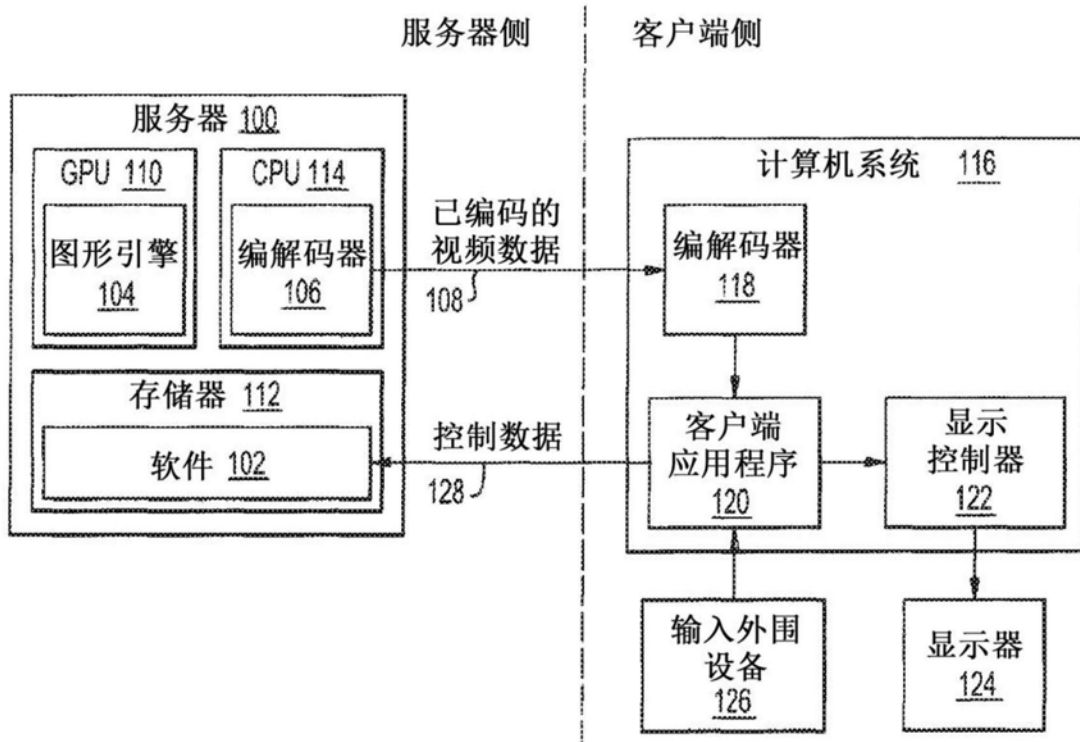 服务器侧
客户端侧
服务器 100
GPU 110
图形引擎
104
CPU 114
编解码器
106
已编码的
视频数据
108
存储器 112
软件 102
控制数据
128
计算机系统 116
编解码器
118
客户端
应用程序
120
显示
控制器
122
输入外围
设备
126
显示器
124